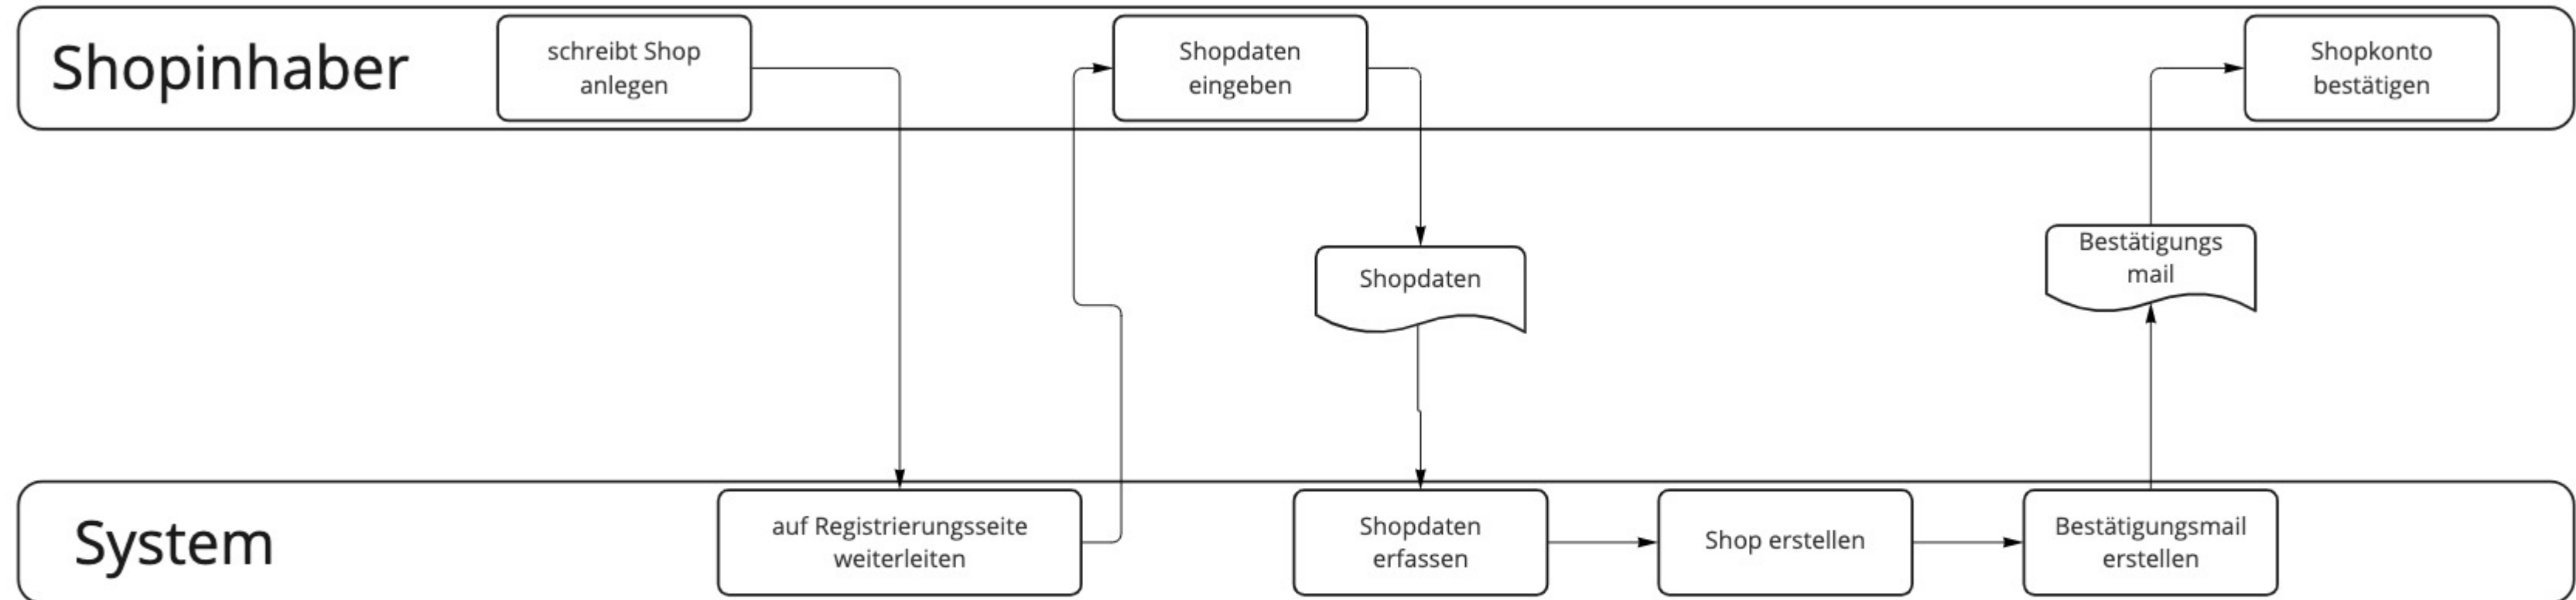 Shopinhaber
schreibt Shop
anlegen
Shopdaten
eingeben
Shopkonto
bestätigen
Shopdaten
Bestätigungs
mail
System
auf Registrierungsseite
weiterleiten
Shopdaten
erfassen
Shop erstellen
Bestätigungsmail
erstellen